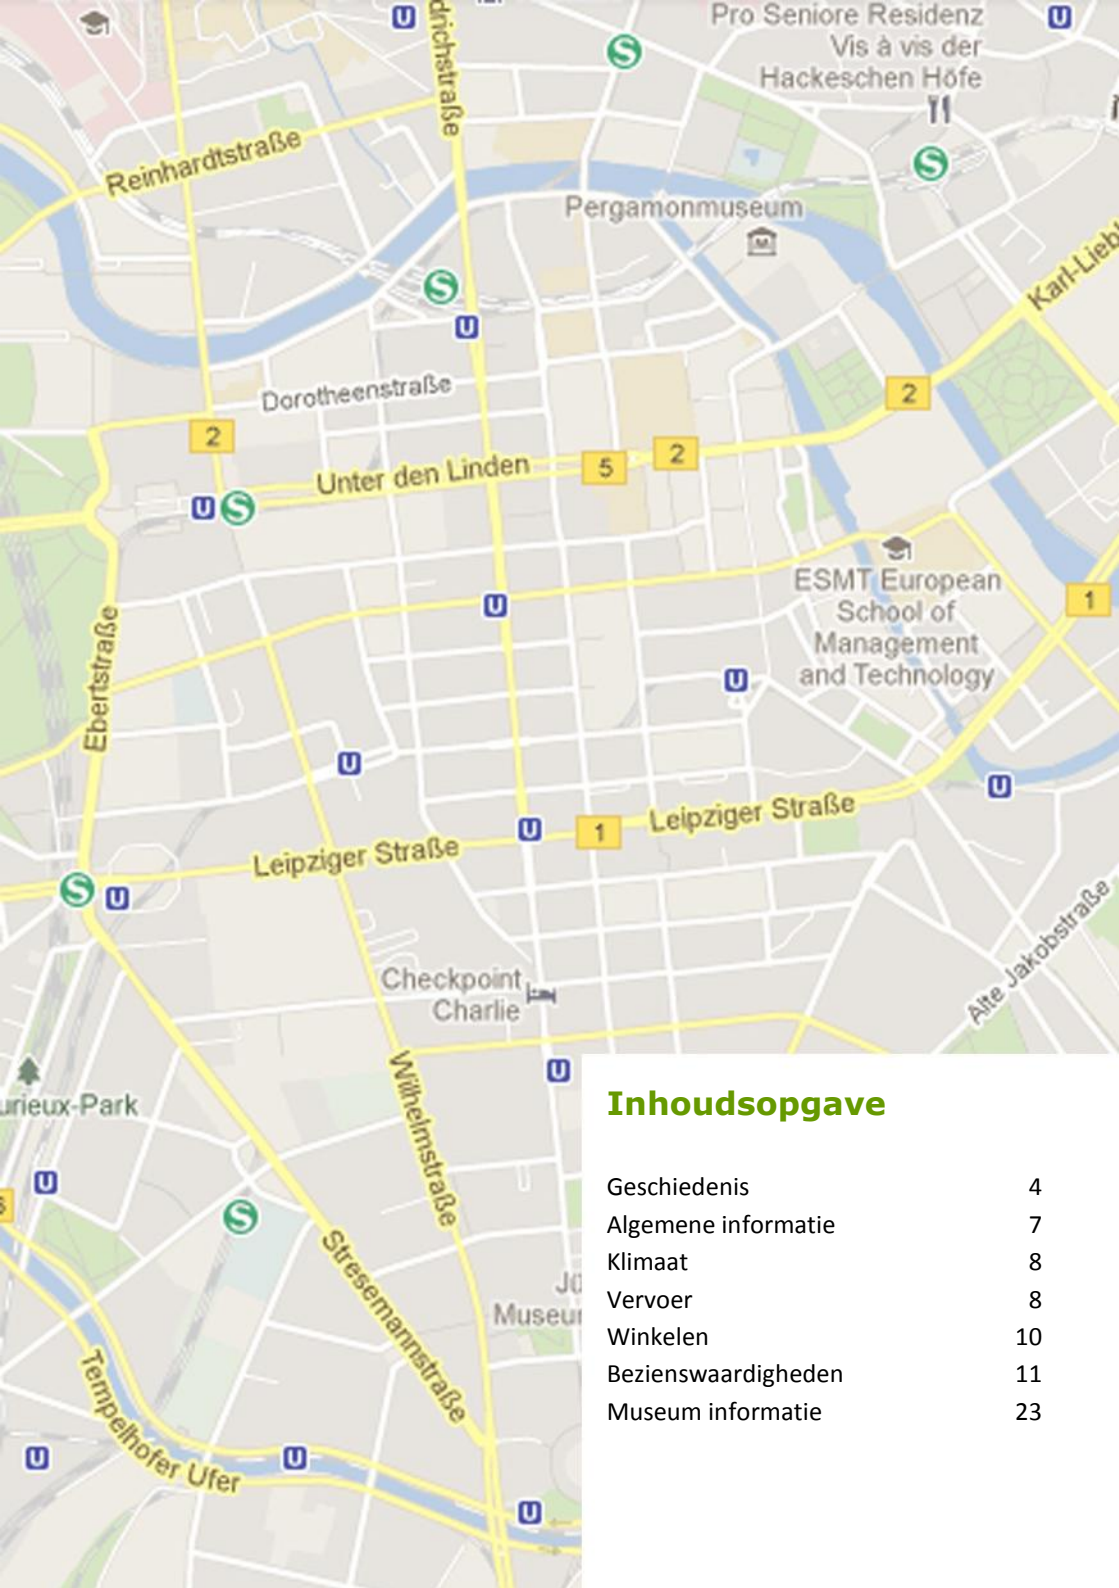 U
drichstraße
Pro Seniore Residenz
Vis à vis der
Hackeschen Höfe
U
S
S
Reinhardtstraße
Pergamonmuseum
M
Karl-Liebk
S
U
Dorotheenstraße
2
2
Unter den Linden
5
2
U S
ESMT European
School of
Management
and Technology
1
U
Ebertstraße
U
U
U
U
1
Leipziger Straße
Leipziger Straße
S
U
Alte Jakobstraße
Checkpoint
Charlie
U
urieux-Park
Wilhelmstraße
U
S
Stresemannstraße
Jü
Museum
Tempelhofer Ufer
U
U
U
Inhoudsopgave
Geschiedenis 4
Algemene informatie 7
Klimaat 8
Vervoer 8
Winkelen 10
Bezienswaardigheden 11
Museum informatie 23